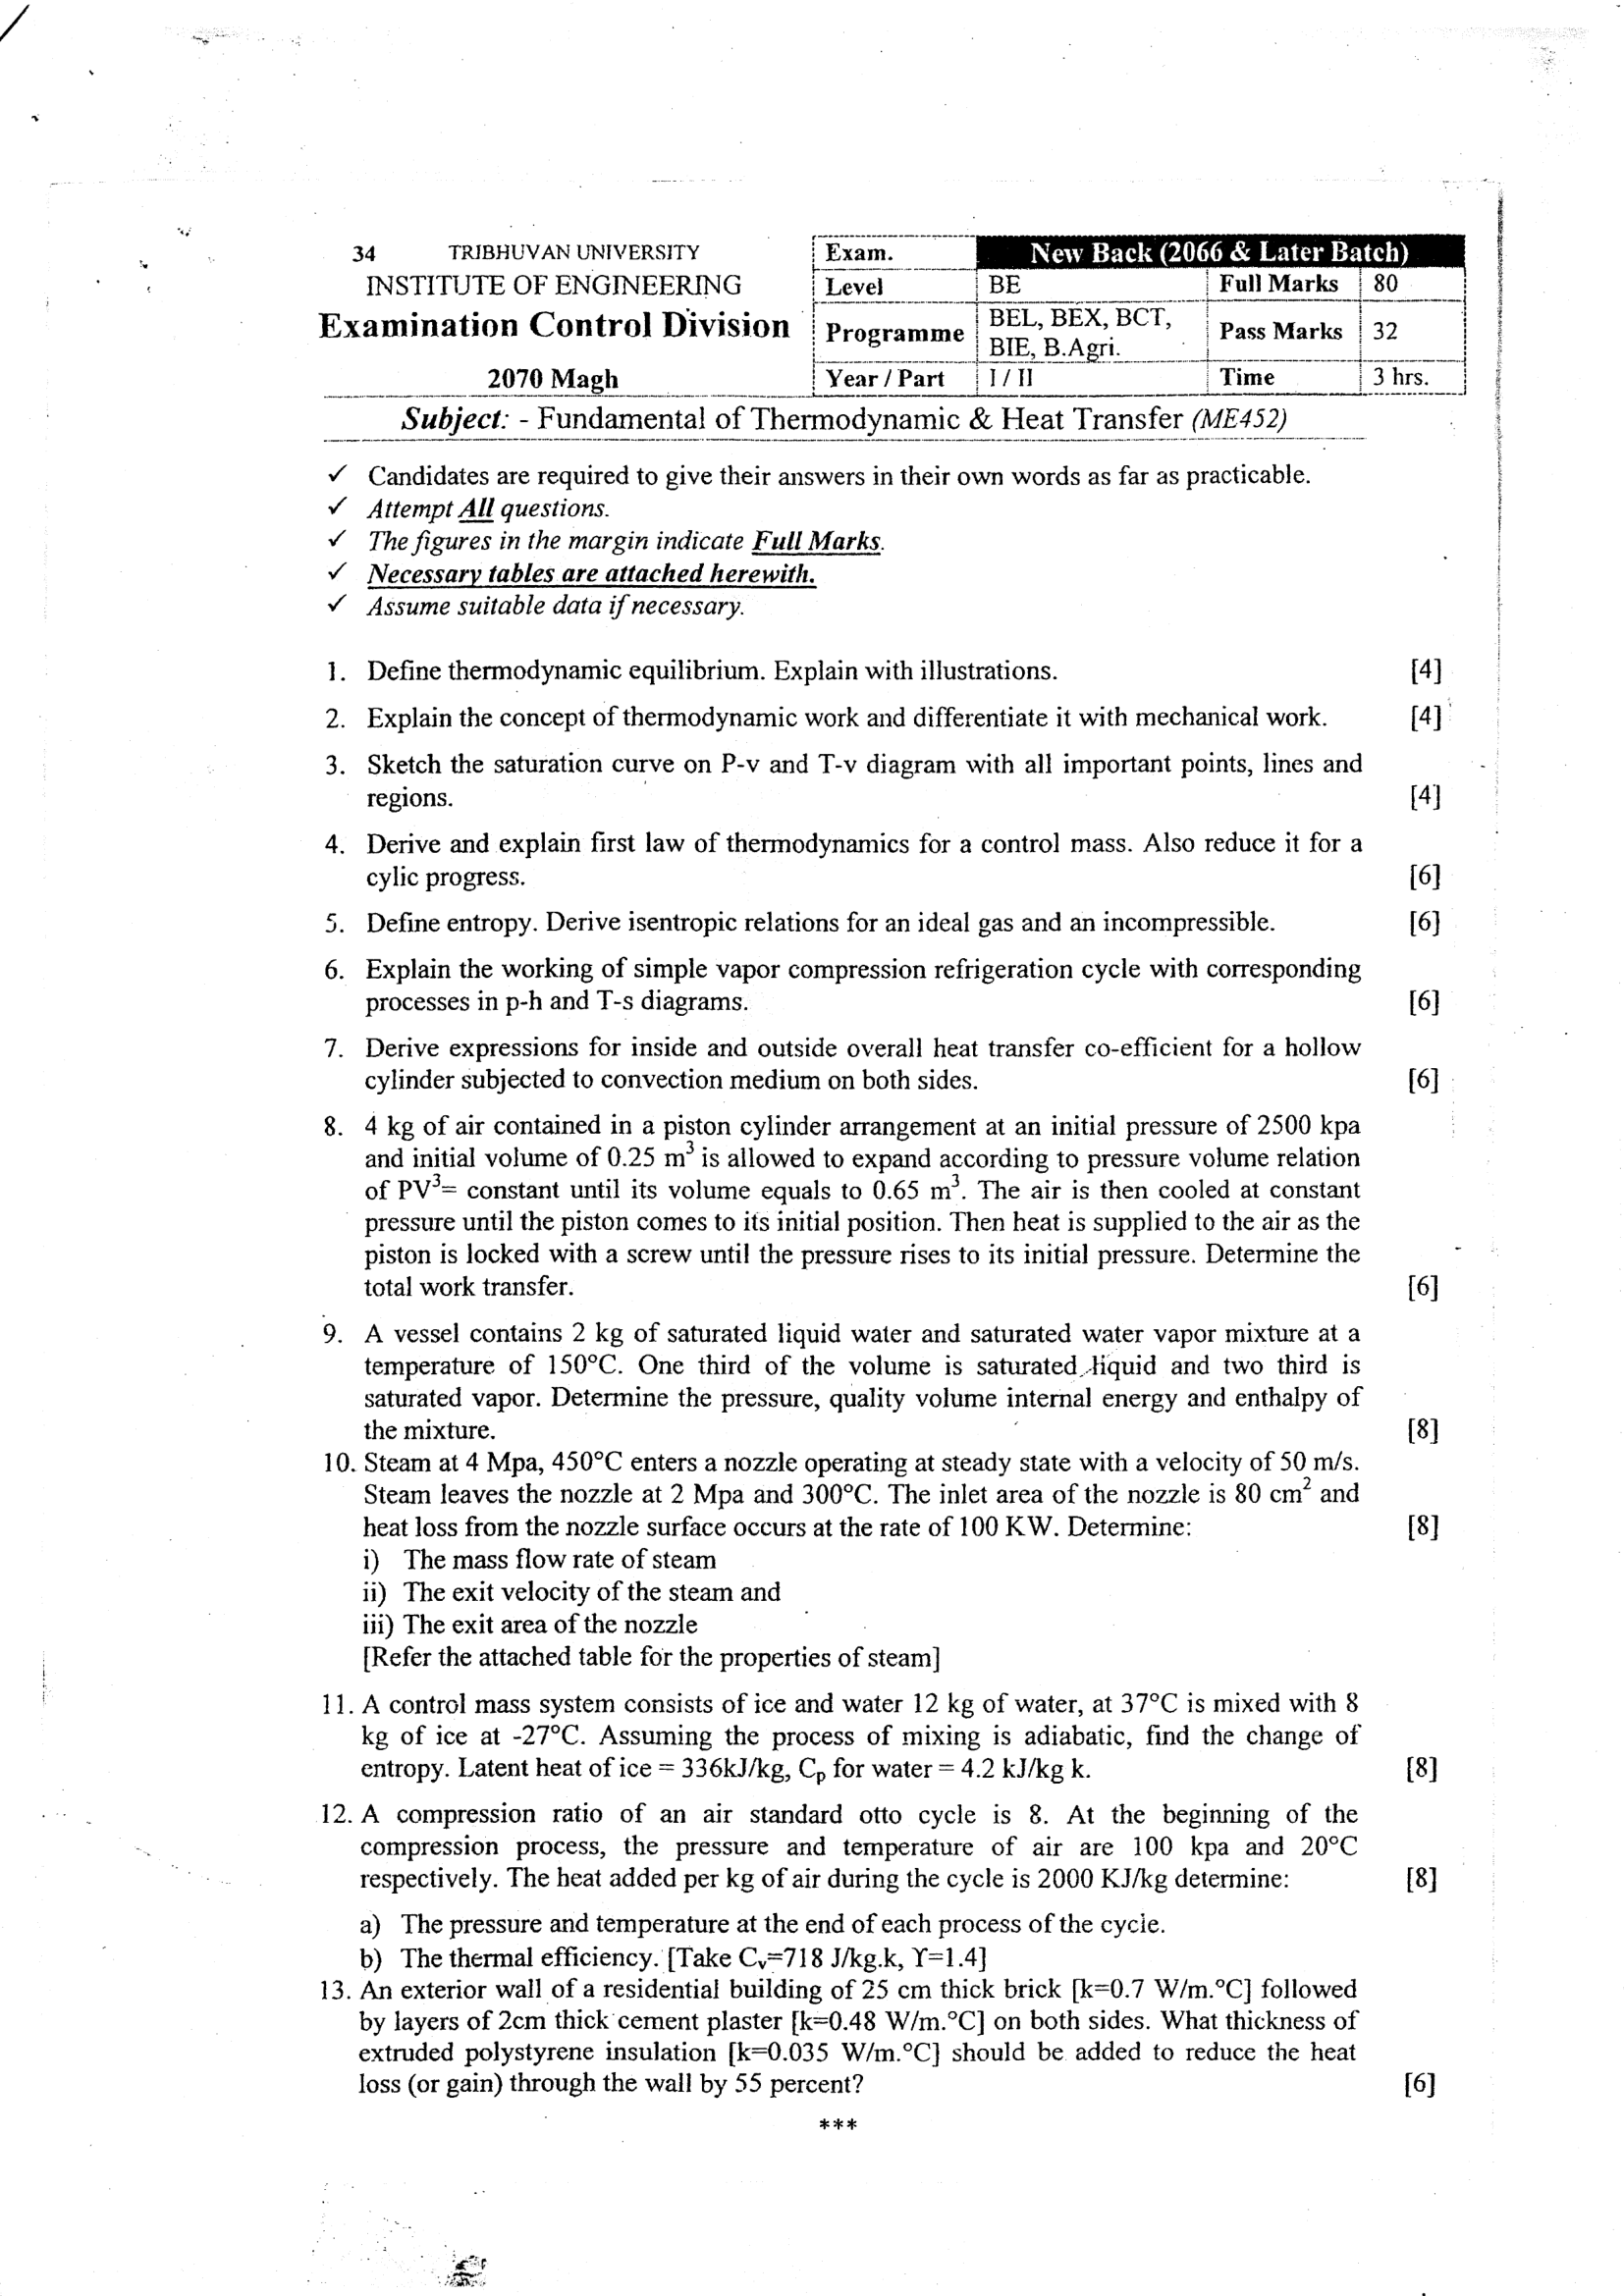 34 TRIBHUVAN UNIVERSITY
INSTITUTE OF ENGINEERING
Examination Control Division
2070 Magh
Exam. New Back (2066 & Later Batch)
Level BE Full Marks 80
Programme BEL, BEX, BCT, BIE, B.Agri. Pass Marks 32
Year / Part I / II Time 3 hrs.
Subject: - Fundamental of Thermodynamic & Heat Transfer (ME452)
✓ Candidates are required to give their answers in their own words as far as practicable.
✓ Attempt All questions.
✓ The figures in the margin indicate Full Marks.
✓ Necessary tables are attached herewith.
✓ Assume suitable data if necessary.
1. Define thermodynamic equilibrium. Explain with illustrations. [4]
2. Explain the concept of thermodynamic work and differentiate it with mechanical work. [4]
3. Sketch the saturation curve on P-v and T-v diagram with all important points, lines and
regions. [4]
4. Derive and explain first law of thermodynamics for a control mass. Also reduce it for a
cylic progress. [6]
5. Define entropy. Derive isentropic relations for an ideal gas and an incompressible. [6]
6. Explain the working of simple vapor compression refrigeration cycle with corresponding
processes in p-h and T-s diagrams. [6]
7. Derive expressions for inside and outside overall heat transfer co-efficient for a hollow
cylinder subjected to convection medium on both sides. [6]
8. 4 kg of air contained in a piston cylinder arrangement at an initial pressure of 2500 kpa
and initial volume of 0.25 m³ is allowed to expand according to pressure volume relation
of PV³= constant until its volume equals to 0.65 m³. The air is then cooled at constant
pressure until the piston comes to its initial position. Then heat is supplied to the air as the
piston is locked with a screw until the pressure rises to its initial pressure. Determine the
total work transfer. [6]
9. A vessel contains 2 kg of saturated liquid water and saturated water vapor mixture at a
temperature of 150°C. One third of the volume is saturated liquid and two third is
saturated vapor. Determine the pressure, quality volume internal energy and enthalpy of
the mixture. [8]
10. Steam at 4 Mpa, 450°C enters a nozzle operating at steady state with a velocity of 50 m/s.
Steam leaves the nozzle at 2 Mpa and 300°C. The inlet area of the nozzle is 80 cm² and
heat loss from the nozzle surface occurs at the rate of 100 KW. Determine: [8]
i) The mass flow rate of steam
ii) The exit velocity of the steam and
iii) The exit area of the nozzle
[Refer the attached table for the properties of steam]
11. A control mass system consists of ice and water 12 kg of water, at 37°C is mixed with 8
kg of ice at -27°C. Assuming the process of mixing is adiabatic, find the change of
entropy. Latent heat of ice = 336kJ/kg, Cₚ for water = 4.2 kJ/kg k. [8]
12. A compression ratio of an air standard otto cycle is 8. At the beginning of the
compression process, the pressure and temperature of air are 100 kpa and 20°C
respectively. The heat added per kg of air during the cycle is 2000 KJ/kg determine: [8]
a) The pressure and temperature at the end of each process of the cycle.
b) The thermal efficiency. [Take Cᵥ=718 J/kg.k, ϒ=1.4]
13. An exterior wall of a residential building of 25 cm thick brick [k=0.7 W/m.°C] followed
by layers of 2cm thick cement plaster [k=0.48 W/m.°C] on both sides. What thickness of
extruded polystyrene insulation [k=0.035 W/m.°C] should be added to reduce the heat
loss (or gain) through the wall by 55 percent? [6]
***